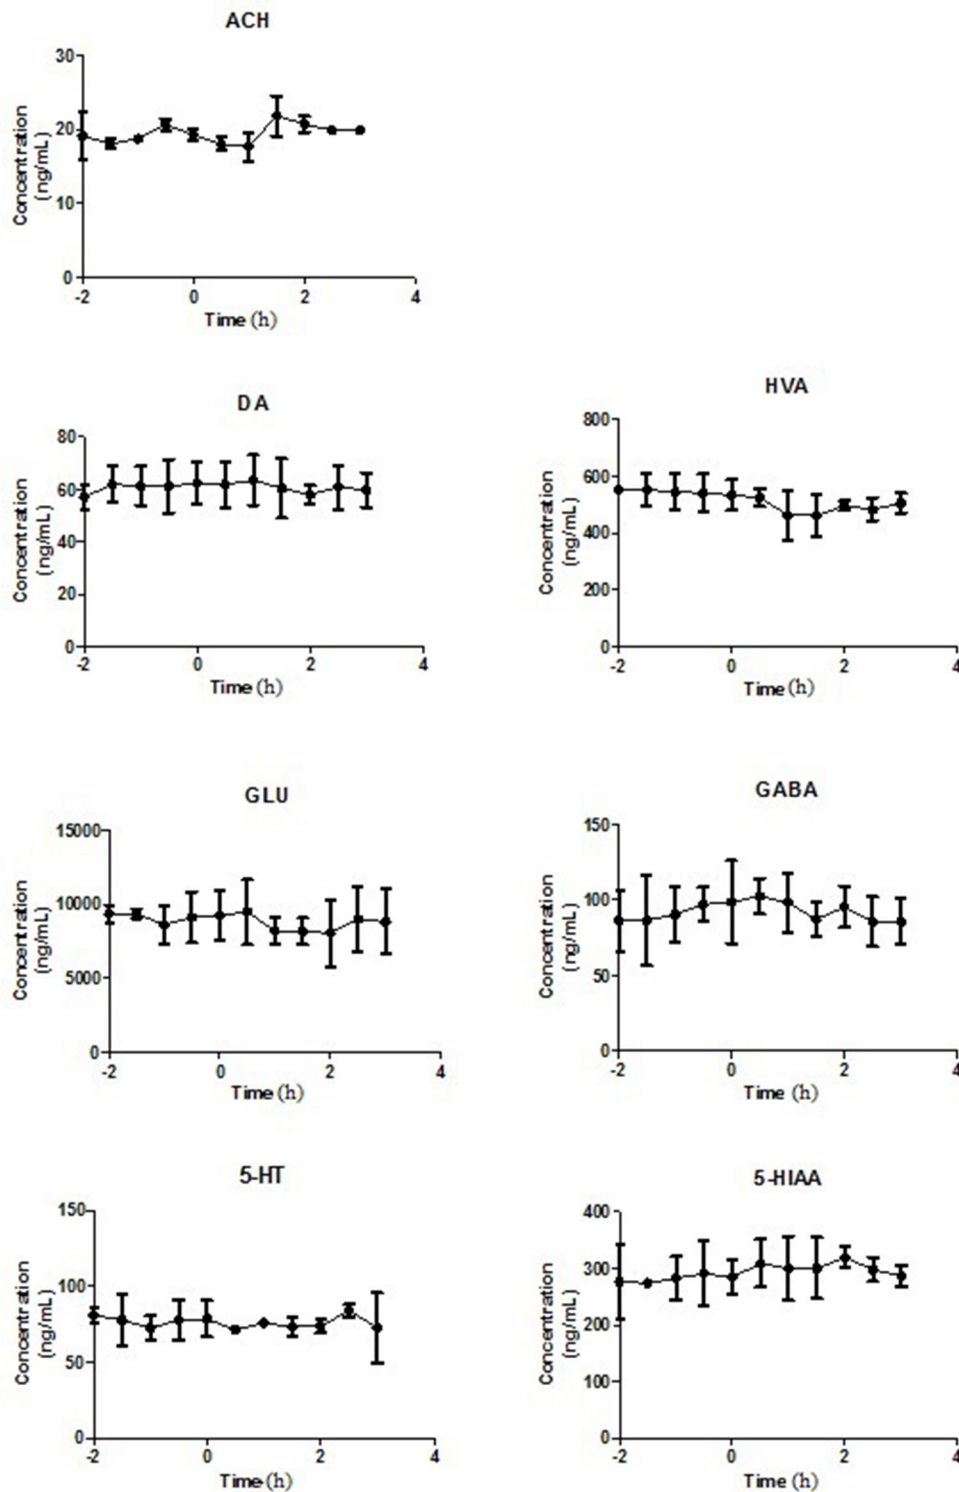 ACH
Concentration
(ng/mL)
30
20
10
0
-2
0
2
4
Time (h)
DA
Concentration
(ng/mL)
80
60
40
20
0
-2
0
2
4
Time (h)
HVA
Concentration
(ng/mL)
800
600
400
200
0
-2
0
2
4
Time (h)
GLU
Concentration
(ng/mL)
15000
10000
5000
0
-2
0
2
4
Time (h)
GABA
Concentration
(ng/mL)
150
100
50
0
-2
0
2
4
Time (h)
5-HT
Concentration
(ng/mL)
150
100
50
0
-2
0
2
4
Time (h)
5-HIAA
Concentration
(ng/mL)
400
300
200
100
0
-2
0
2
4
Time (h)